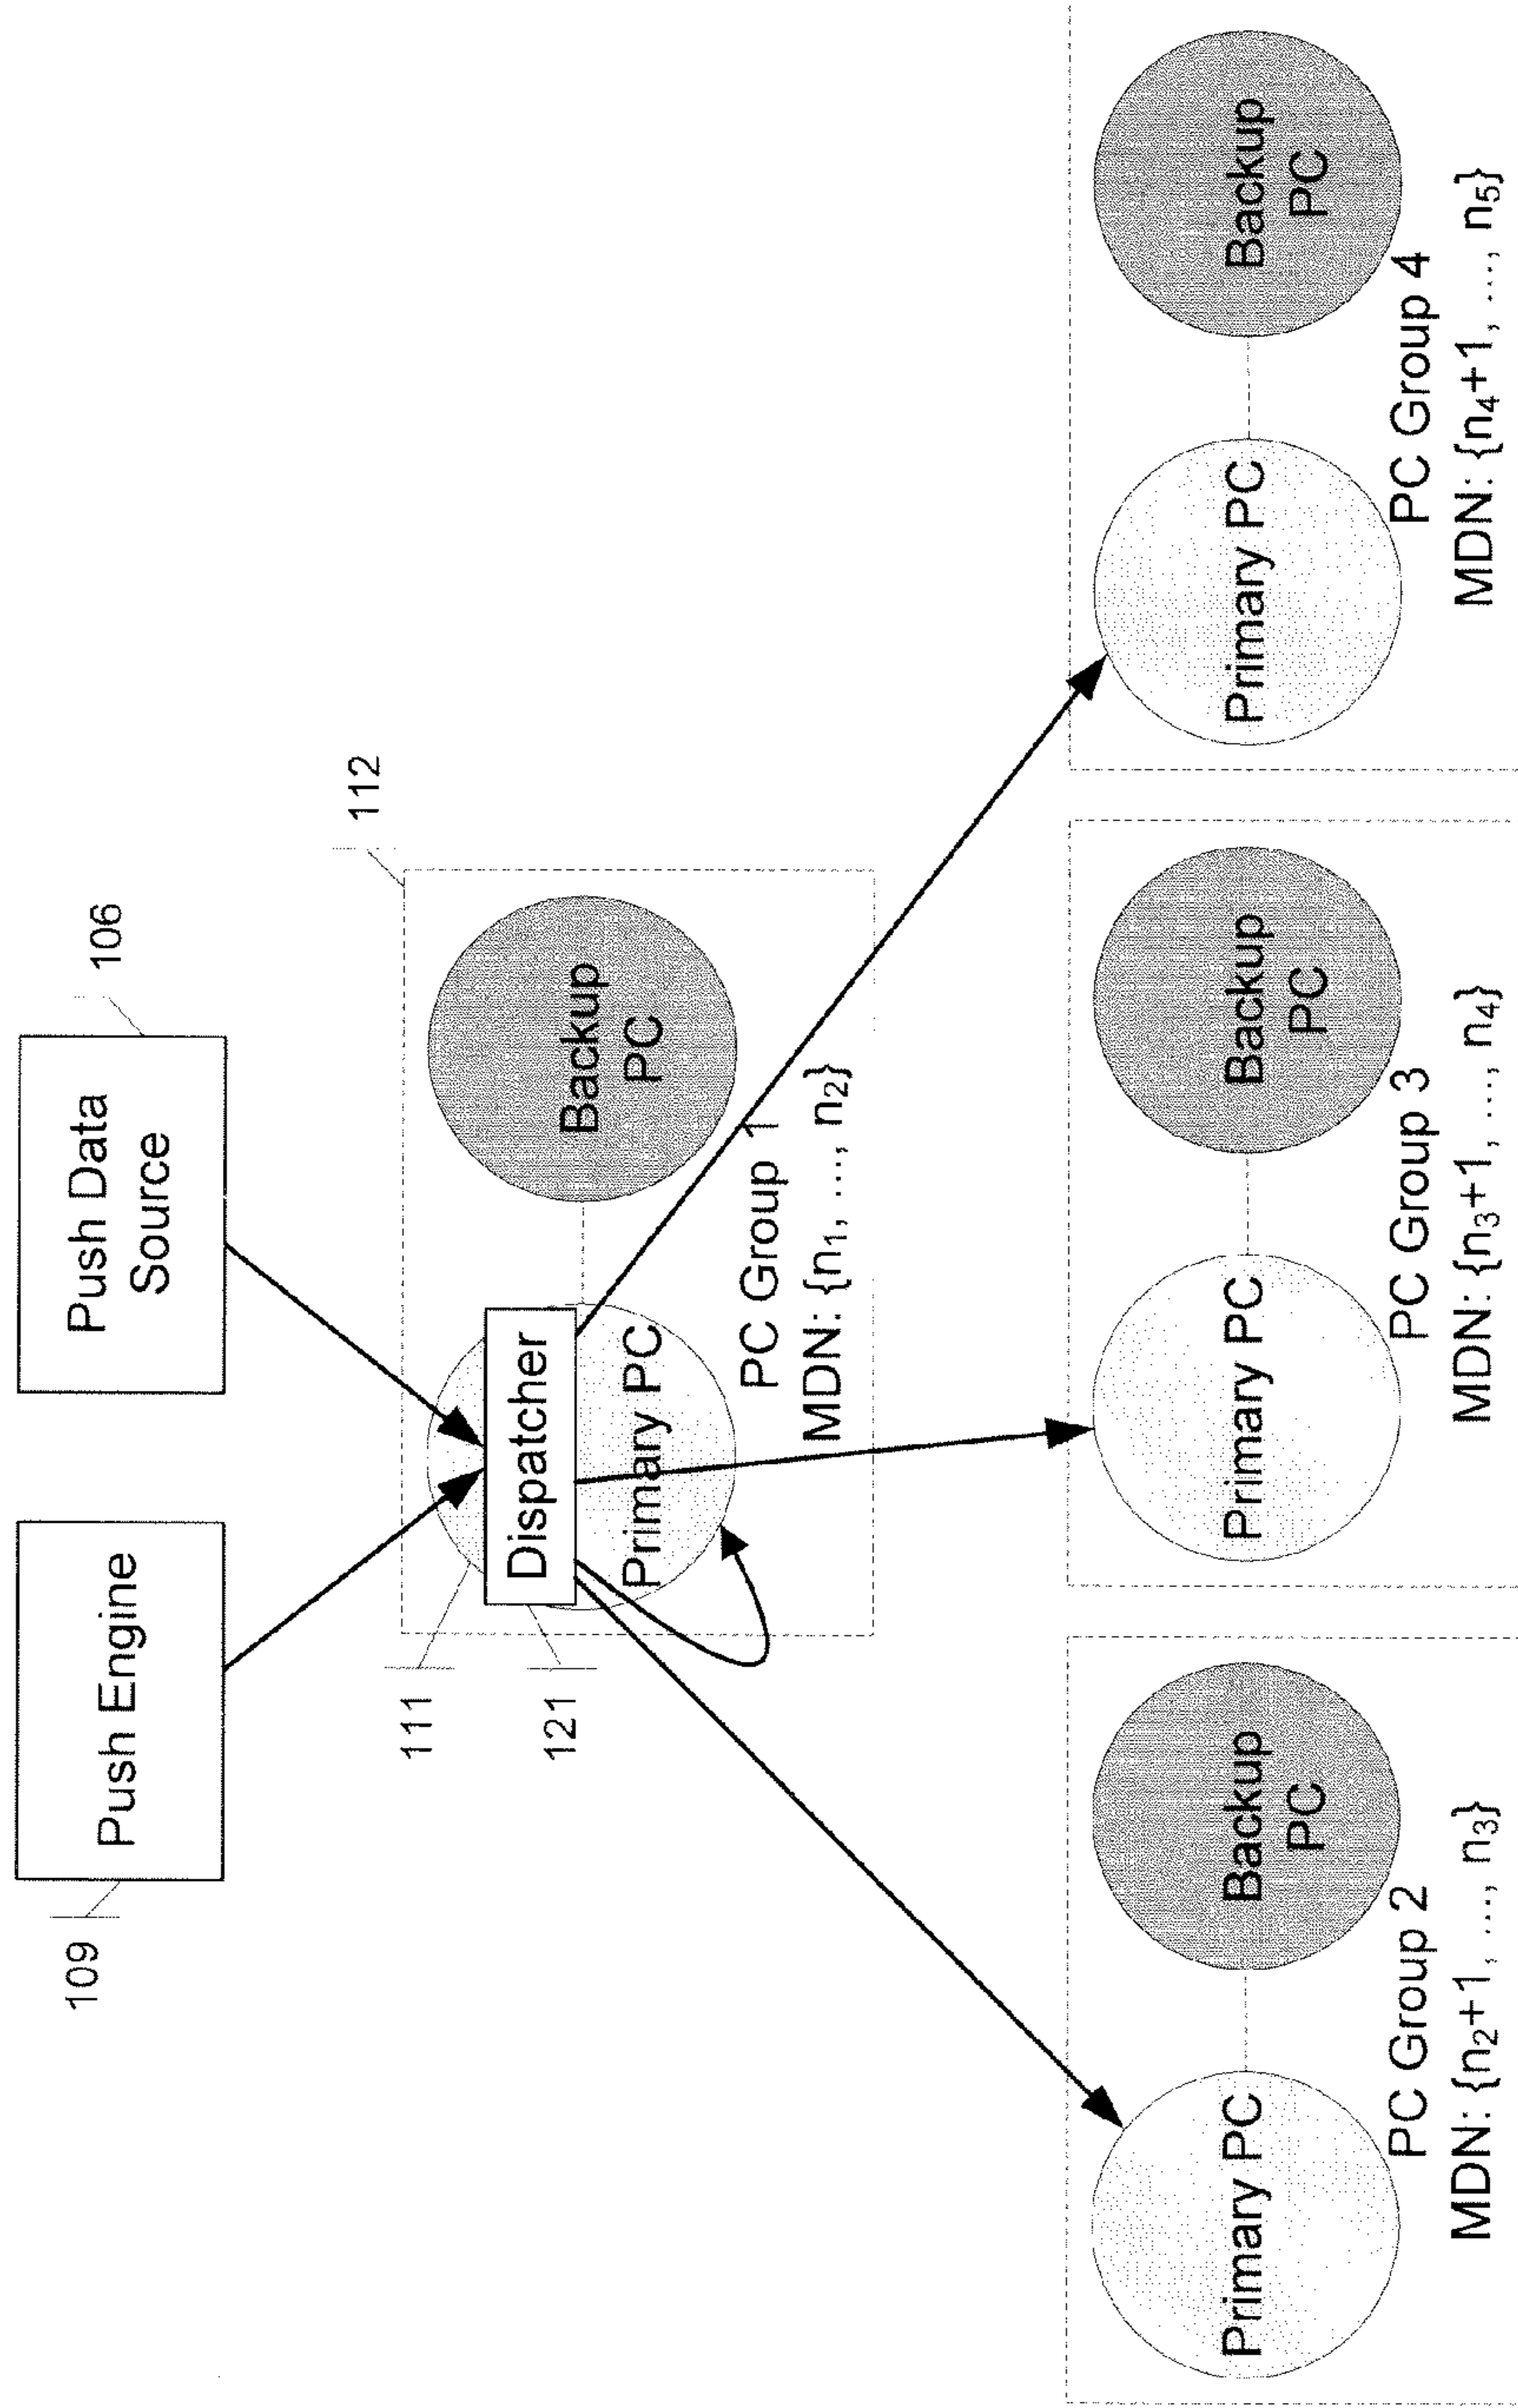 Push Engine
109
Push Data
Source
106
112
111
121
Dispatcher
Primary PC
Backup
PC
PC Group 1
MDN: {n₁, ..., n₂}
Primary PC
Backup
PC
PC Group 2
MDN: {n₂+1, ..., n₃}
Primary PC
Backup
PC
PC Group 3
MDN: {n₃+1, ..., n₄}
Primary PC
Backup
PC
PC Group 4
MDN: {n₄+1, ..., n₅}